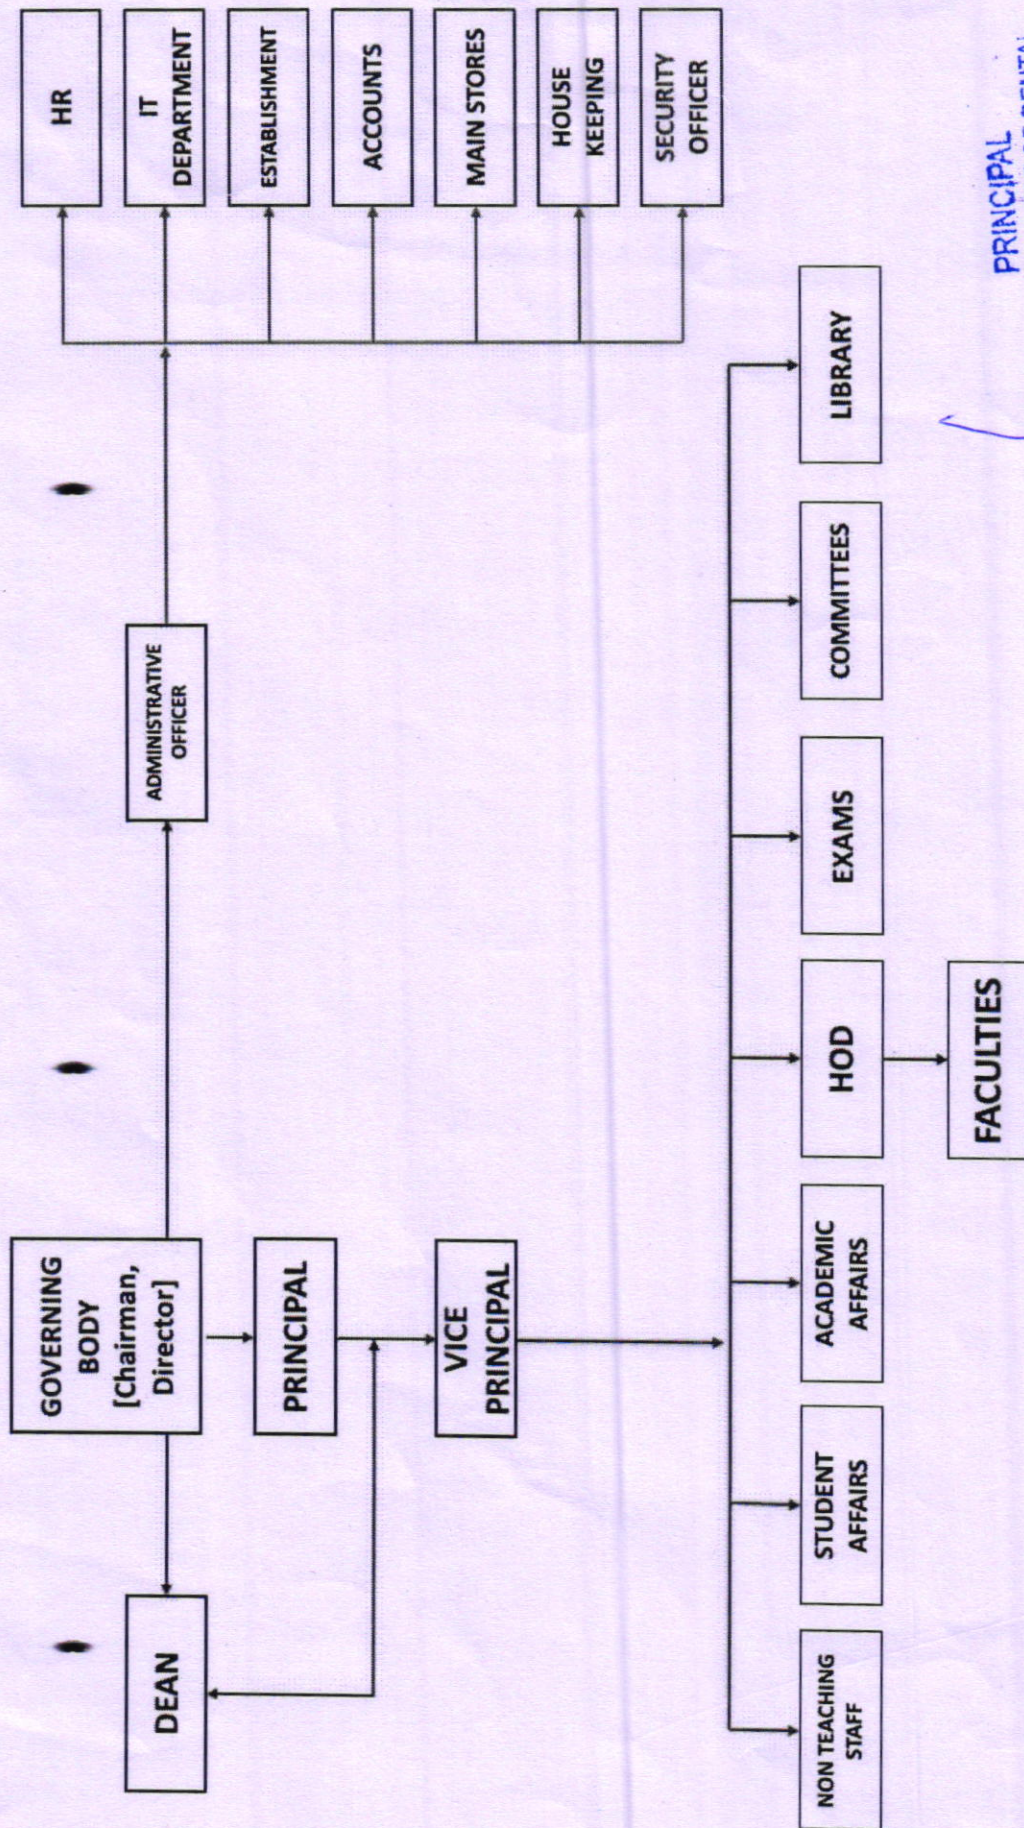 GOVERNING
BODY
[Chairman,
Director]
DEAN
ADMINISTRATIVE
OFFICER
PRINCIPAL
VICE
PRINCIPAL
HR
IT
DEPARTMENT
ESTABLISHMENT
ACCOUNTS
MAIN STORES
HOUSE
KEEPING
SECURITY
OFFICER
NON TEACHING
STAFF
STUDENT
AFFAIRS
ACADEMIC
AFFAIRS
HOD
EXAMS
COMMITTEES
LIBRARY
FACULTIES
PRINCIPAL